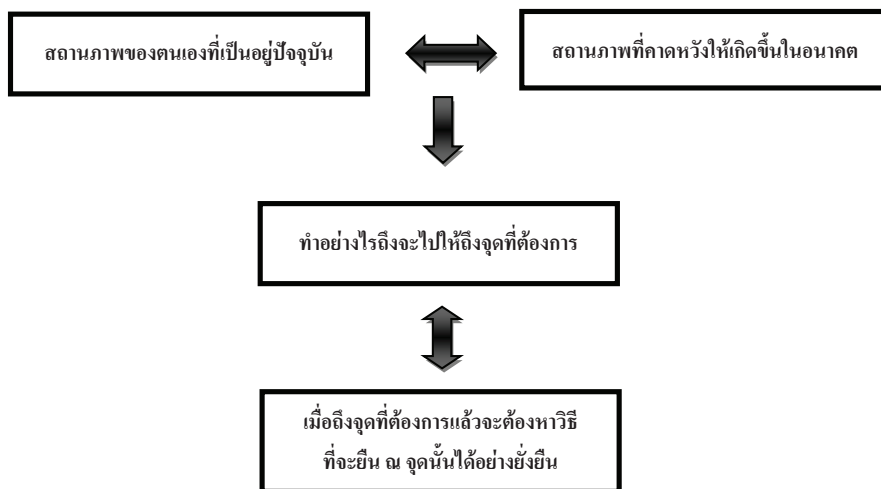 สถานภาพของตนเองที่เป็นอยู่ปัจจุบัน
สถานภาพที่คาดหวังให้เกิดขึ้นในอนาคต
ทำอย่างไรถึงจะไปให้ถึงจุดที่ต้องการ
เมื่อถึงจุดที่ต้องการแล้วจะต้องหาวิธี
ที่จะยืน ณ จุดนั้นได้อย่างยั่งยืน